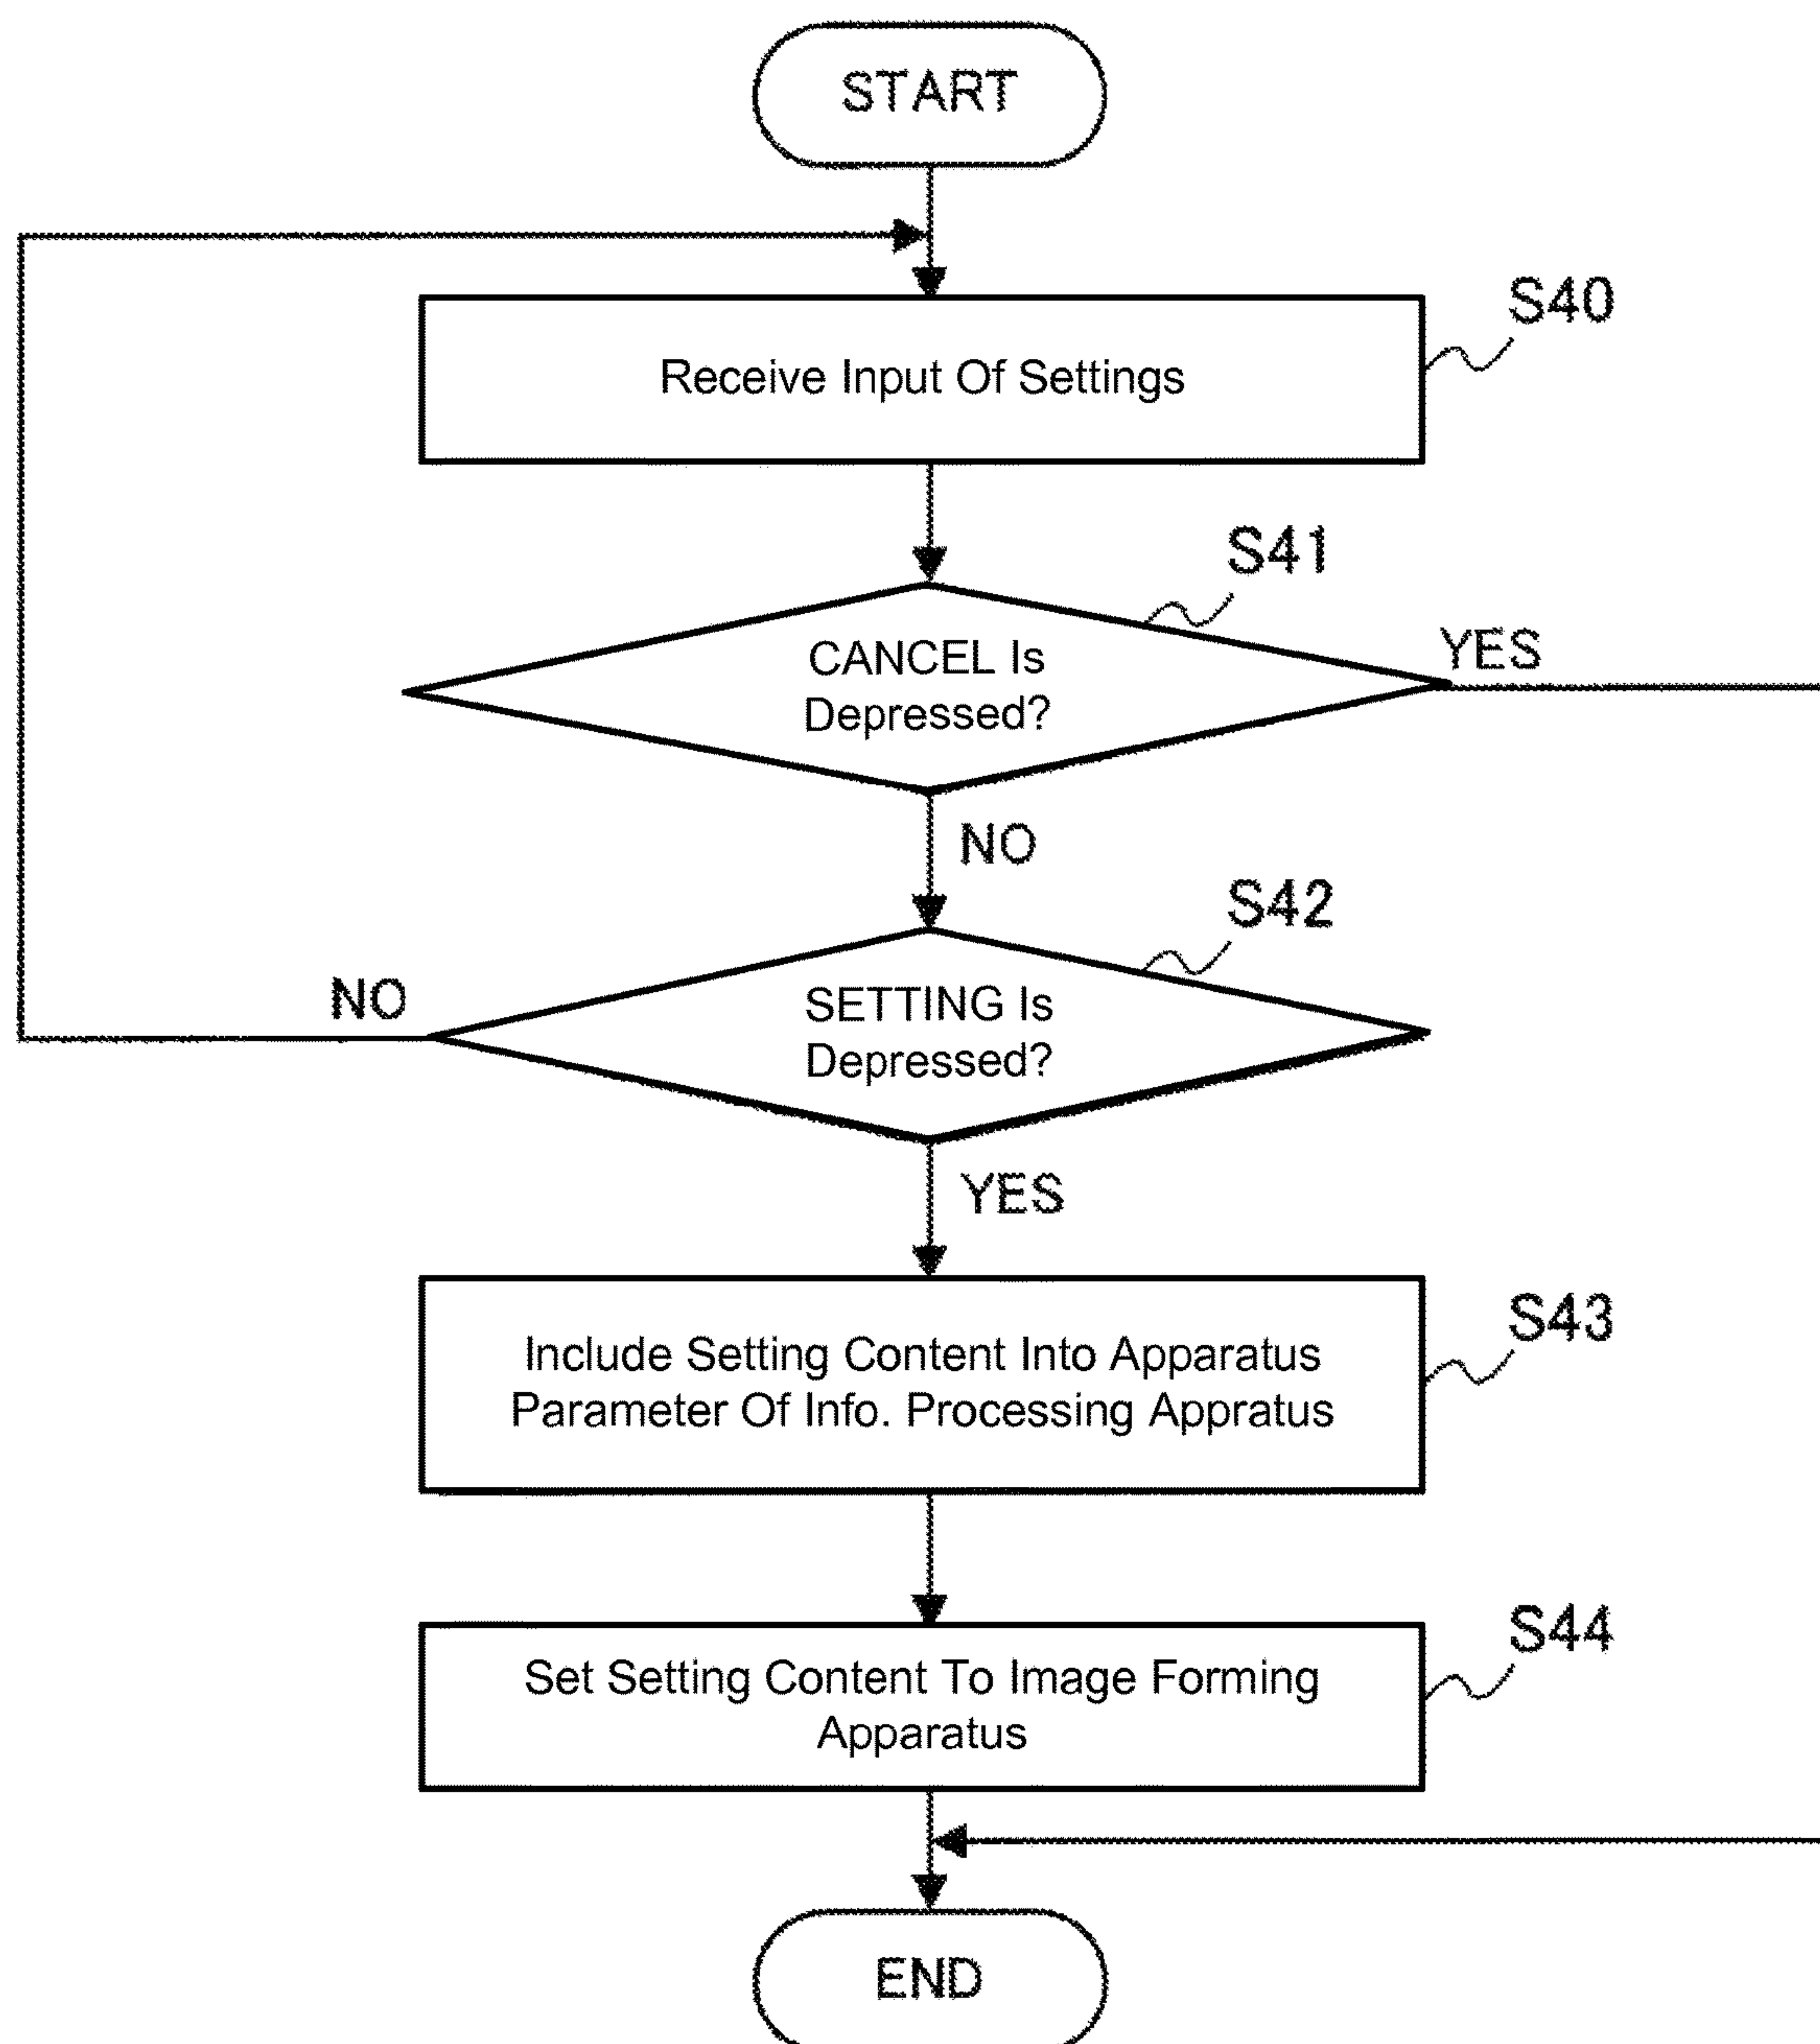 START
S40
Receive Input Of Settings
S41
CANCEL Is
Depressed?
YES
NO
S42
SETTING Is
Depressed?
NO
YES
S43
Include Setting Content Into Apparatus
Parameter Of Info. Processing Appratus
S44
Set Setting Content To Image Forming
Apparatus
END